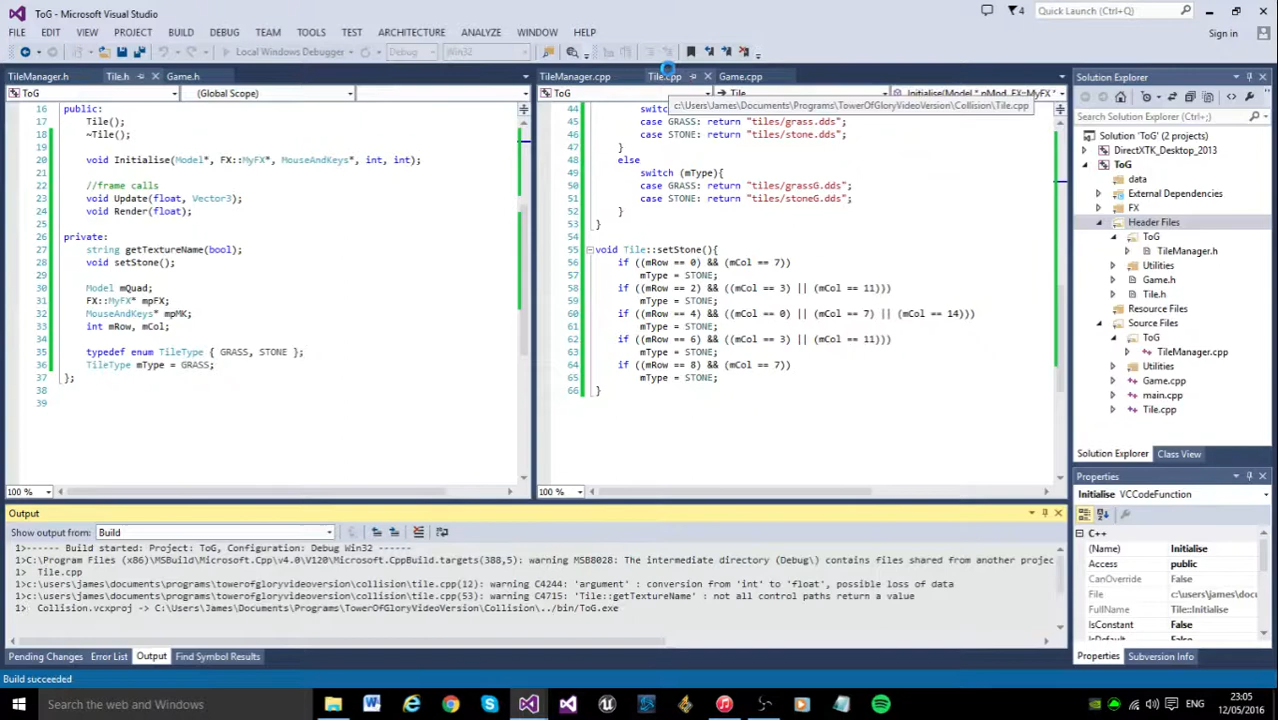 ToG - Microsoft Visual Studio
4
Quick Launch (Ctrl+Q)
FILE EDIT VIEW PROJECT BUILD DEBUG TEAM TOOLS TEST ARCHITECTURE ANALYZE WINDOW HELP
Sign in
Local Windows Debugger Debug Win32
TileManager.h Tile.h Game.h
ToG (Global Scope)
16 public:
17 Tile();
18 ~Tile();
19
20 void Initialise(Model*, FX::MyFX*, MouseAndKeys*, int, int);
21
22 //frame calls
23 void Update(float, Vector3);
24 void Render(float);
25
26 private:
27 string getTextureName(bool);
28 void setStone();
29
30 Model mQuad;
31 FX::MyFX* mpFX;
32 MouseAndKeys* mpMK;
33 int mRow, mCol;
34
35 typedef enum TileType { GRASS, STONE };
36 TileType mType = GRASS;
37 };
38
39
100 %
TileManager.cpp Tile.cpp Game.cpp
ToG Tile Initialise(Model * pMod, FX::MyFX *
c:\Users\James\Documents\Programs\TowerOfGloryVideoVersion\Collision\Tile.cpp
44 switch
45 case GRASS: return "tiles/grass.dds";
46 case STONE: return "tiles/stone.dds";
47 }
48 else
49 switch (mType){
50 case GRASS: return "tiles/grassG.dds";
51 case STONE: return "tiles/stoneG.dds";
52 }
53 }
54
55 void Tile::setStone(){
56 if ((mRow == 0) && (mCol == 7))
57 mType = STONE;
58 if ((mRow == 2) && ((mCol == 3) || (mCol == 11)))
59 mType = STONE;
60 if ((mRow == 4) && ((mCol == 0) || (mCol == 7) || (mCol == 14)))
61 mType = STONE;
62 if ((mRow == 6) && ((mCol == 3) || (mCol == 11)))
63 mType = STONE;
64 if ((mRow == 8) && (mCol == 7))
65 mType = STONE;
66 }
100 %
Solution Explorer
Search Solution Explorer (Ctrl+;)
Solution 'ToG' (2 projects)
DirectXTK_Desktop_2013
ToG
data
External Dependencies
FX
Header Files
ToG
TileManager.h
Utilities
Game.h
Tile.h
Resource Files
Source Files
ToG
TileManager.cpp
Utilities
Game.cpp
main.cpp
Tile.cpp
Solution Explorer Class View
Properties
Initialise VCCodeFunction
C++
(Name) Initialise
Access public
CanOverride False
File c:\users\james\docu
FullName Tile::Initialise
IsConstant False
IsDefault False
Properties Subversion Info
Output
Show output from: Build
1>------ Build started: Project: ToG, Configuration: Debug Win32 ------
1>C:\Program Files (x86)\MSBuild\Microsoft.Cpp\v4.0\V120\Microsoft.CppBuild.targets(388,5): warning MSB8028: The intermediate directory (Debug\) contains files shared from another projec
1> Tile.cpp
1>c:\users\james\documents\programs\towerofgloryvideoversion\collision\tile.cpp(12): warning C4244: 'argument' : conversion from 'int' to 'float', possible loss of data
1>c:\users\james\documents\programs\towerofgloryvideoversion\collision\tile.cpp(53): warning C4715: 'Tile::getTextureName' : not all control paths return a value
1> Collision.vcxproj -> C:\Users\James\Documents\Programs\TowerOfGloryVideoVersion\Collision\../bin/ToG.exe
Pending Changes Error List Output Find Symbol Results
Build succeeded
Search the web and Windows
ENG
23:05
12/05/2016